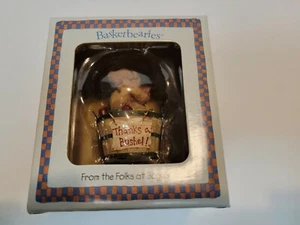 Baskerbearies
Thanks a
Bushel!
From the Folks at